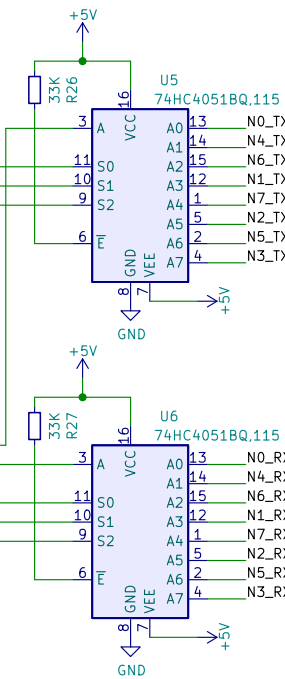 +5V
33K
R26
U5
74HC4051BQ,115
16
VCC
3 A
A0 13 N0_TX
A1 14 N4_TX
11 S0
A2 15 N6_TX
10 S1
A3 12 N1_TX
9 S2
A4 1 N7_TX
A5 5 N2_TX
6 E
A6 2 N5_TX
A7 4 N3_TX
GND
VEE
8
7
+5V
GND
+5V
33K
R27
U6
74HC4051BQ,115
16
VCC
3 A
A0 13 N0_RX
A1 14 N4_RX
11 S0
A2 15 N6_RX
10 S1
A3 12 N1_RX
9 S2
A4 1 N7_RX
A5 5 N2_RX
6 E
A6 2 N5_RX
A7 4 N3_RX
GND
VEE
8
7
+5V
GND